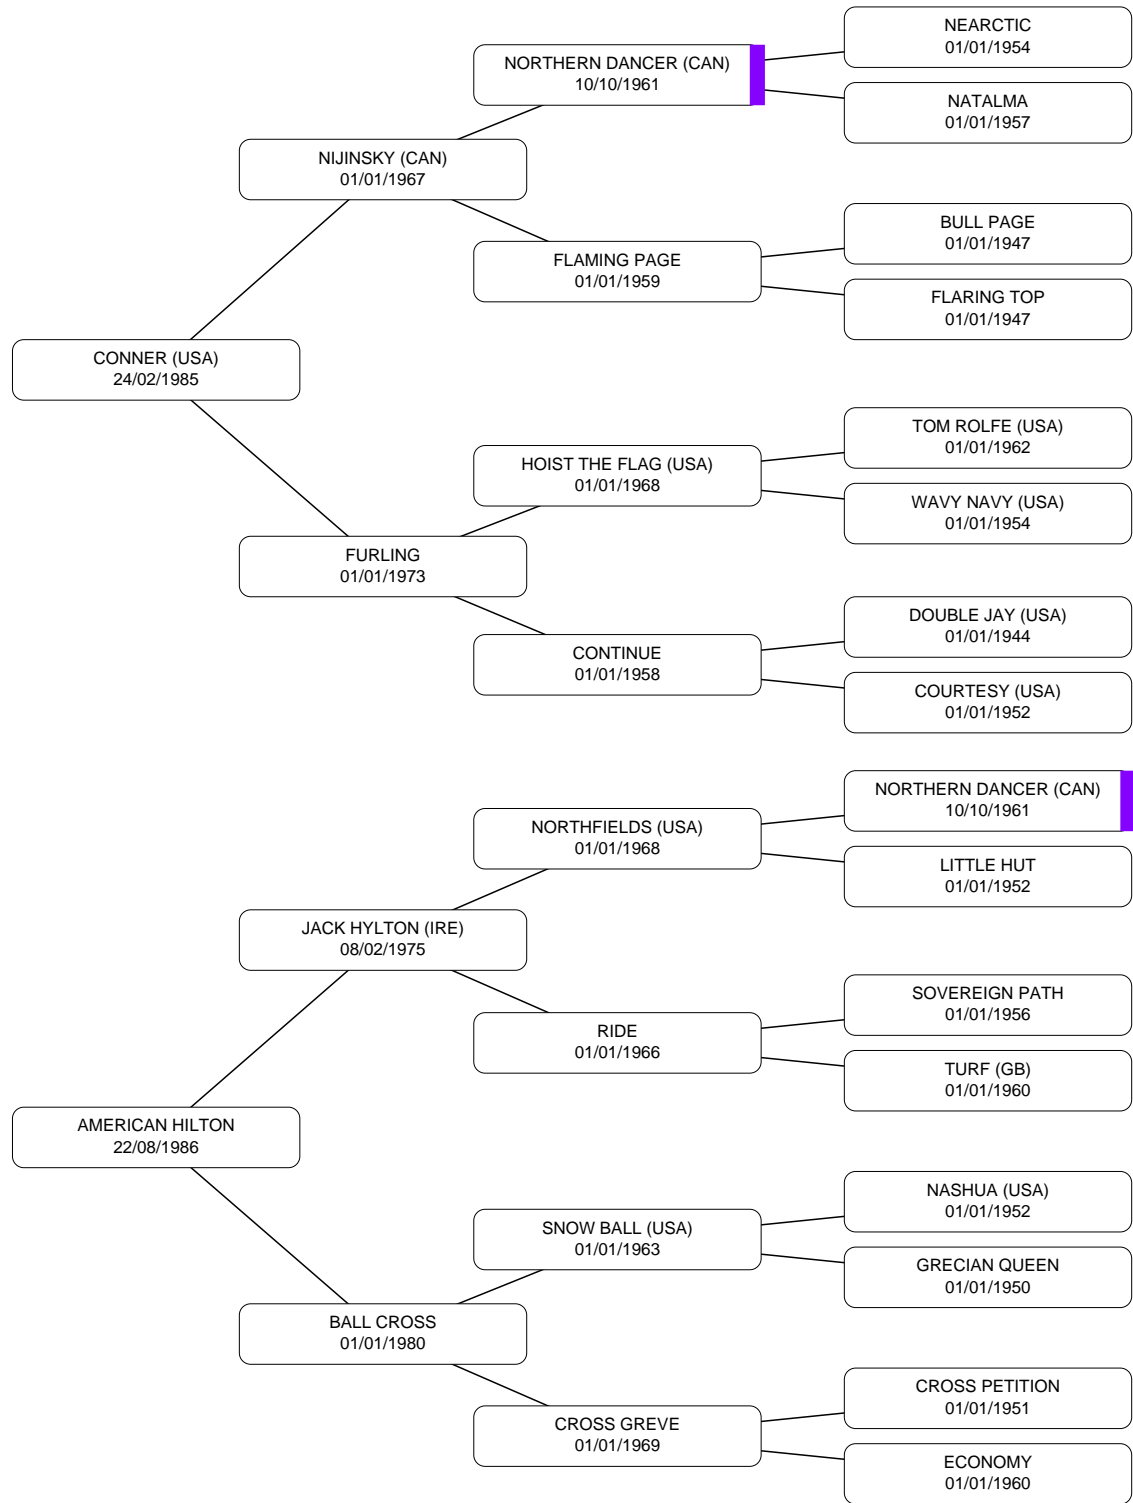 NEARCTIC
01/01/1954
NORTHERN DANCER (CAN)
10/10/1961
NATALMA
01/01/1957
NIJINSKY (CAN)
01/01/1967
BULL PAGE
01/01/1947
FLAMING PAGE
01/01/1959
FLARING TOP
01/01/1947
CONNER (USA)
24/02/1985
TOM ROLFE (USA)
01/01/1962
HOIST THE FLAG (USA)
01/01/1968
WAVY NAVY (USA)
01/01/1954
FURLING
01/01/1973
DOUBLE JAY (USA)
01/01/1944
CONTINUE
01/01/1958
COURTESY (USA)
01/01/1952
NORTHERN DANCER (CAN)
10/10/1961
NORTHFIELDS (USA)
01/01/1968
LITTLE HUT
01/01/1952
JACK HYLTON (IRE)
08/02/1975
SOVEREIGN PATH
01/01/1956
RIDE
01/01/1966
TURF (GB)
01/01/1960
AMERICAN HILTON
22/08/1986
NASHUA (USA)
01/01/1952
SNOW BALL (USA)
01/01/1963
GRECIAN QUEEN
01/01/1950
BALL CROSS
01/01/1980
CROSS PETITION
01/01/1951
CROSS GREVE
01/01/1969
ECONOMY
01/01/1960